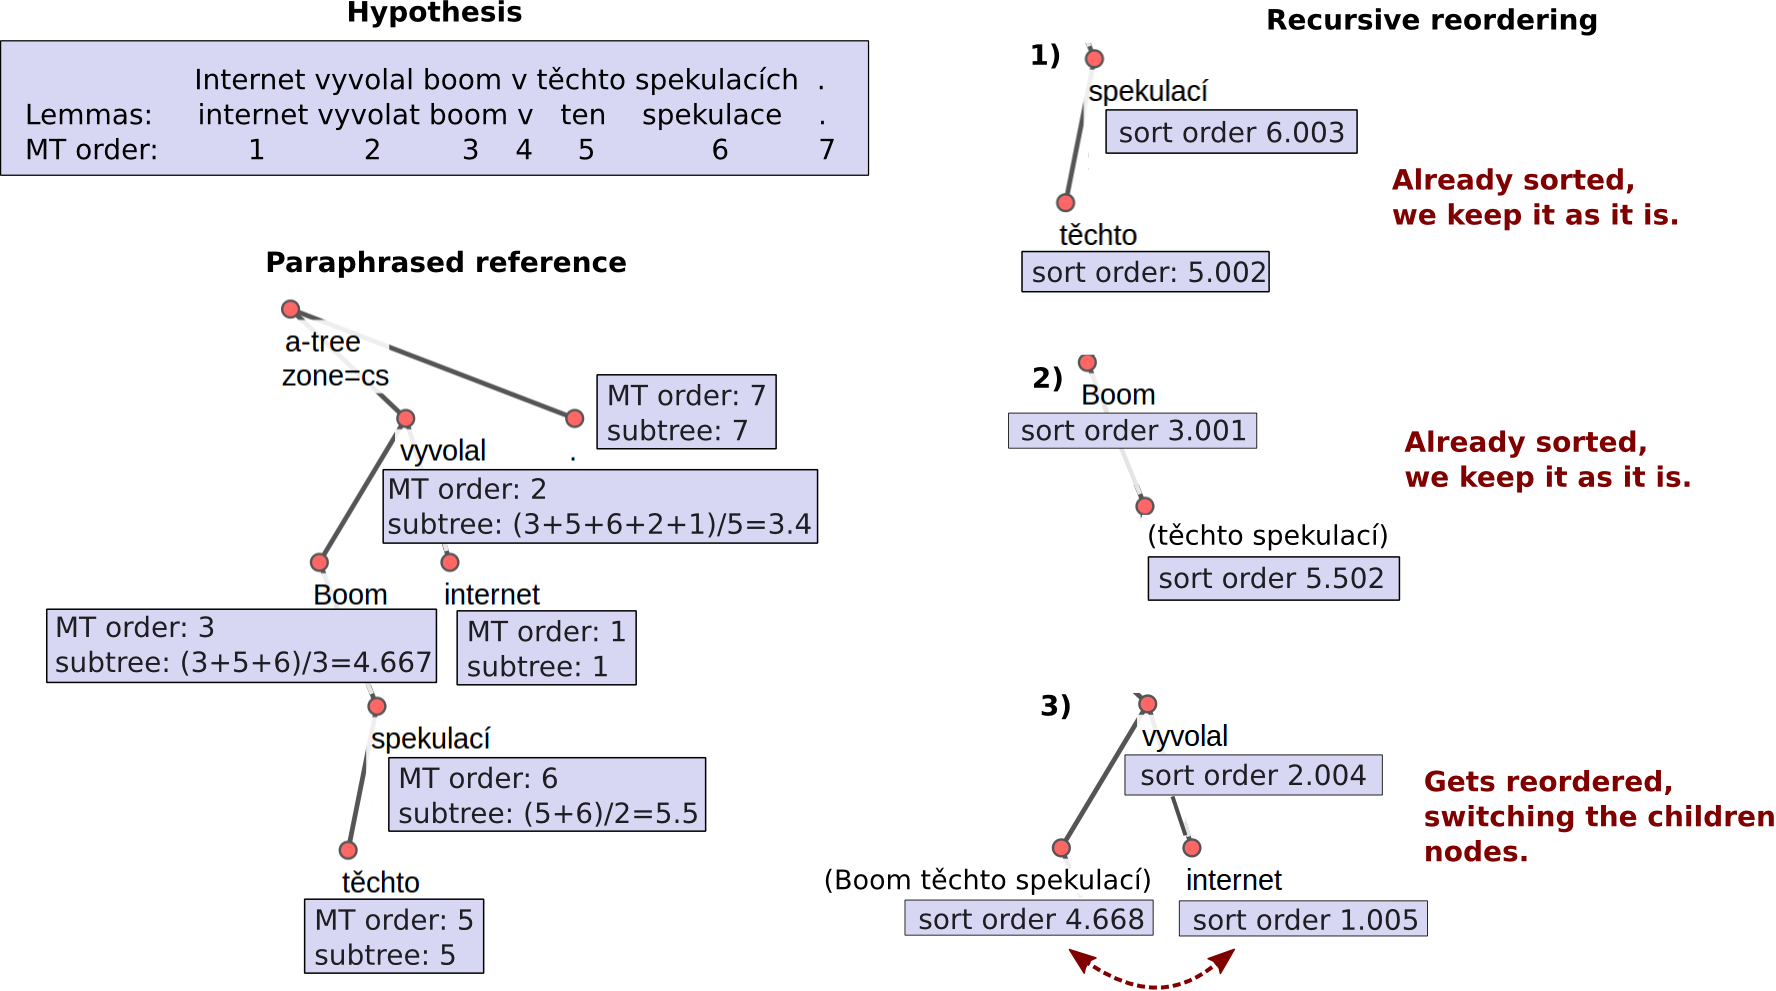 Hypothesis
Internet vyvolal boom v těchto spekulacích .
Lemmas: internet vyvolat boom v ten spekulace .
MT order: 1 2 3 4 5 6 7
Paraphrased reference
a-tree
zone=cs
MT order: 7
subtree: 7
vyvolal .
MT order: 2
subtree: (3+5+6+2+1)/5=3.4
Boom internet
MT order: 3
subtree: (3+5+6)/3=4.667
MT order: 1
subtree: 1
spekulací
MT order: 6
subtree: (5+6)/2=5.5
těchto
MT order: 5
subtree: 5
Recursive reordering
1)
spekulací
sort order 6.003
těchto
sort order: 5.002
Already sorted,
we keep it as it is.
2)
Boom
sort order 3.001
(těchto spekulací)
sort order 5.502
Already sorted,
we keep it as it is.
3)
vyvolal
sort order 2.004
(Boom těchto spekulací) internet
sort order 4.668 sort order 1.005
Gets reordered,
switching the children
nodes.